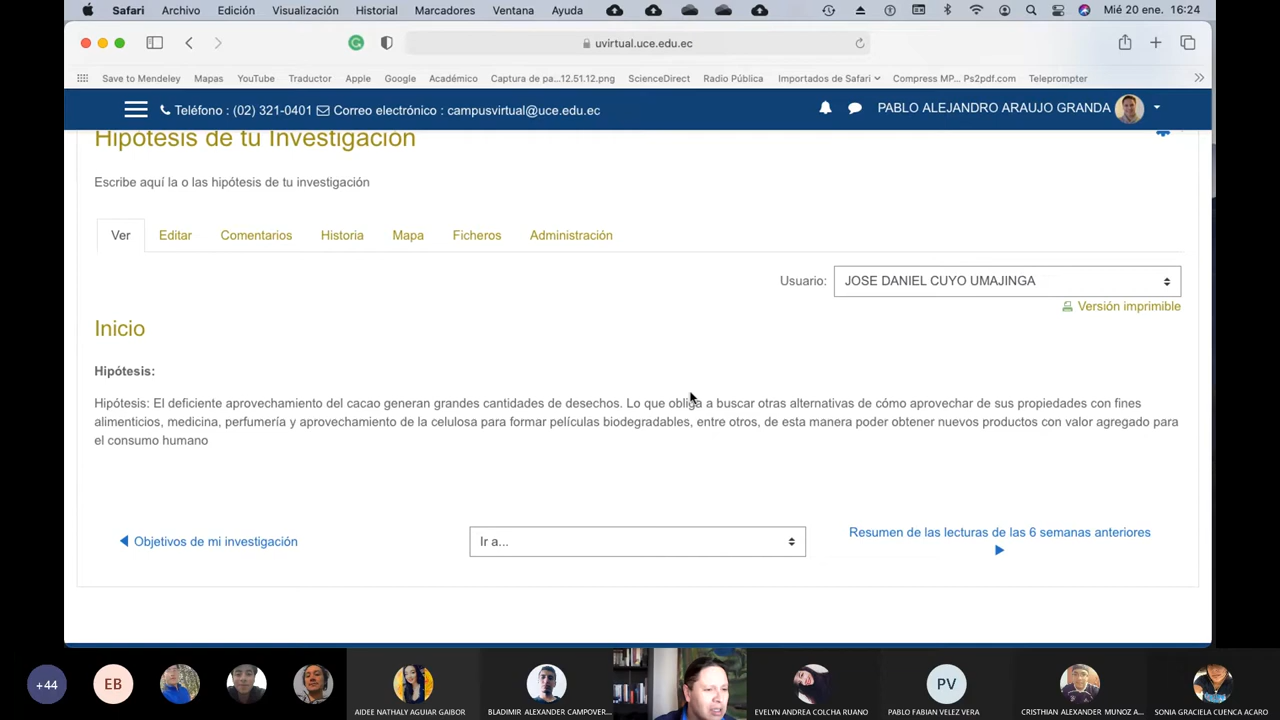 Safari Archivo Edición Visualización Historial Marcadores Ventana Ayuda Mié 20 ene. 16:24
uvirtual.uce.edu.ec
Save to Mendeley Mapas YouTube Traductor Apple Google Académico Captura de pa...12.51.12.png ScienceDirect Radio Pública Importados de Safari Compress MP... Ps2pdf.com Teleprompter
Teléfono : (02) 321-0401 Correo electrónico : campusvirtual@uce.edu.ec PABLO ALEJANDRO ARAUJO GRANDA
Hipótesis de tu Investigación
Escribe aquí la o las hipótesis de tu investigación
Ver Editar Comentarios Historia Mapa Ficheros Administración
Usuario: JOSE DANIEL CUYO UMAJINGA
Versión imprimible
Inicio
Hipótesis:
Hipótesis: El deficiente aprovechamiento del cacao generan grandes cantidades de desechos. Lo que obliga a buscar otras alternativas de cómo aprovechar de sus propiedades con fines
alimenticios, medicina, perfumería y aprovechamiento de la celulosa para formar películas biodegradables, entre otros, de esta manera poder obtener nuevos productos con valor agregado para
el consumo humano
Objetivos de mi investigación Ir a... Resumen de las lecturas de las 6 semanas anteriores
+44 EB PV
AIDEE NATHALY AGUIAR GAIBOR BLADIMIR ALEXANDER CAMPOVER... EVELYN ANDREA COLCHA RUANO PABLO FABIAN VELEZ VERA CRISTHIAN ALEXANDER MUNOZ A... SONIA GRACIELA CUENCA ACARO